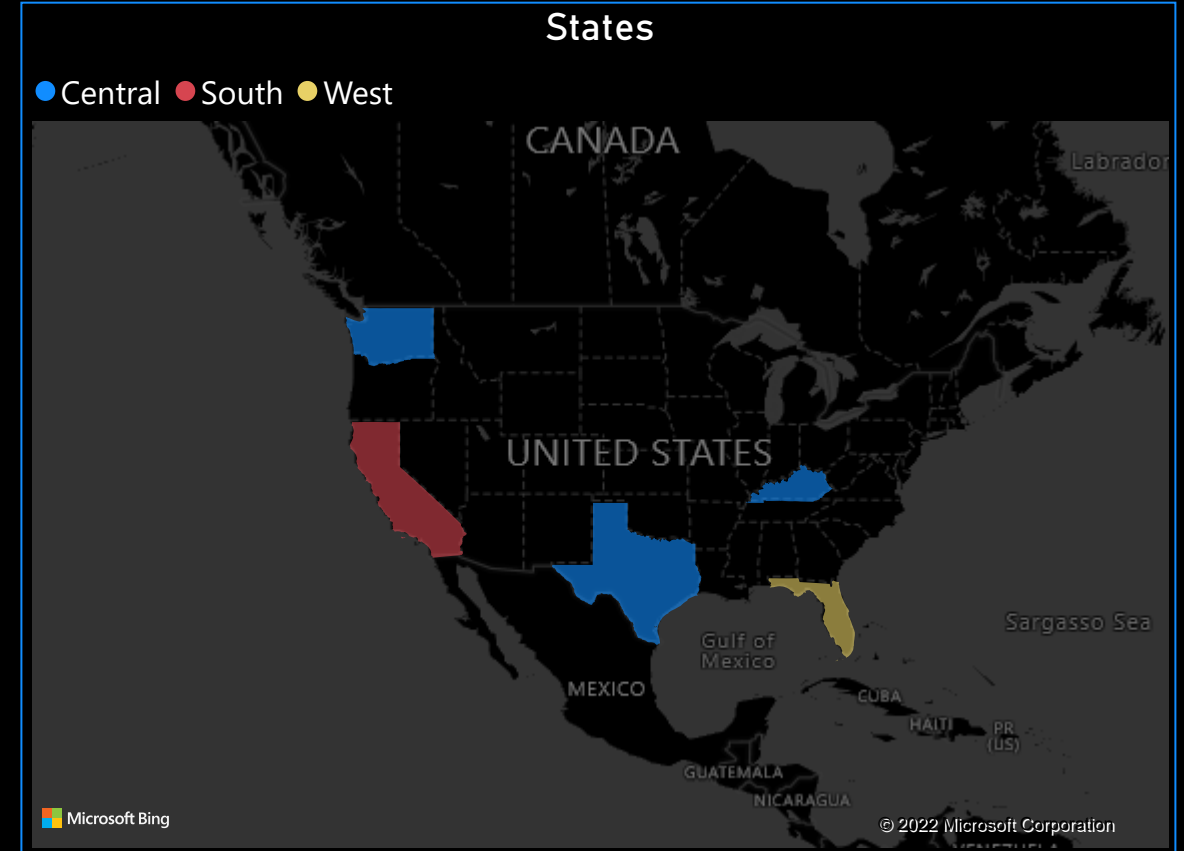 States
Central South West
CANADA
Labrador
UNITED STATES
Sargasso Sea
Gulf of
Mexico
MEXICO
CUBA
HAITI
PR
(US)
GUATEMALA
NICARAGUA
Microsoft Bing
© 2022 Microsoft Corporation
VENEZUELA